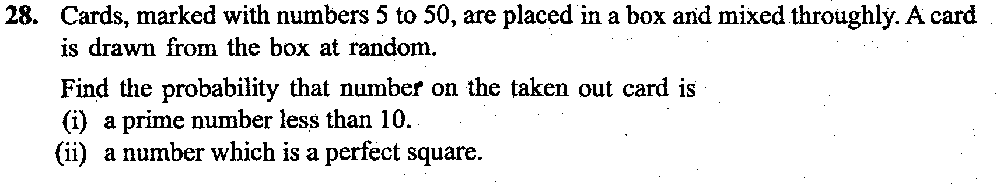 28. Cards, marked with numbers 5 to 50, are placed in a box and mixed throughly. A card
is drawn from the box at random.
Find the probability that number on the taken out card is
(i) a prime number less than 10.
(ii) a number which is a perfect square.